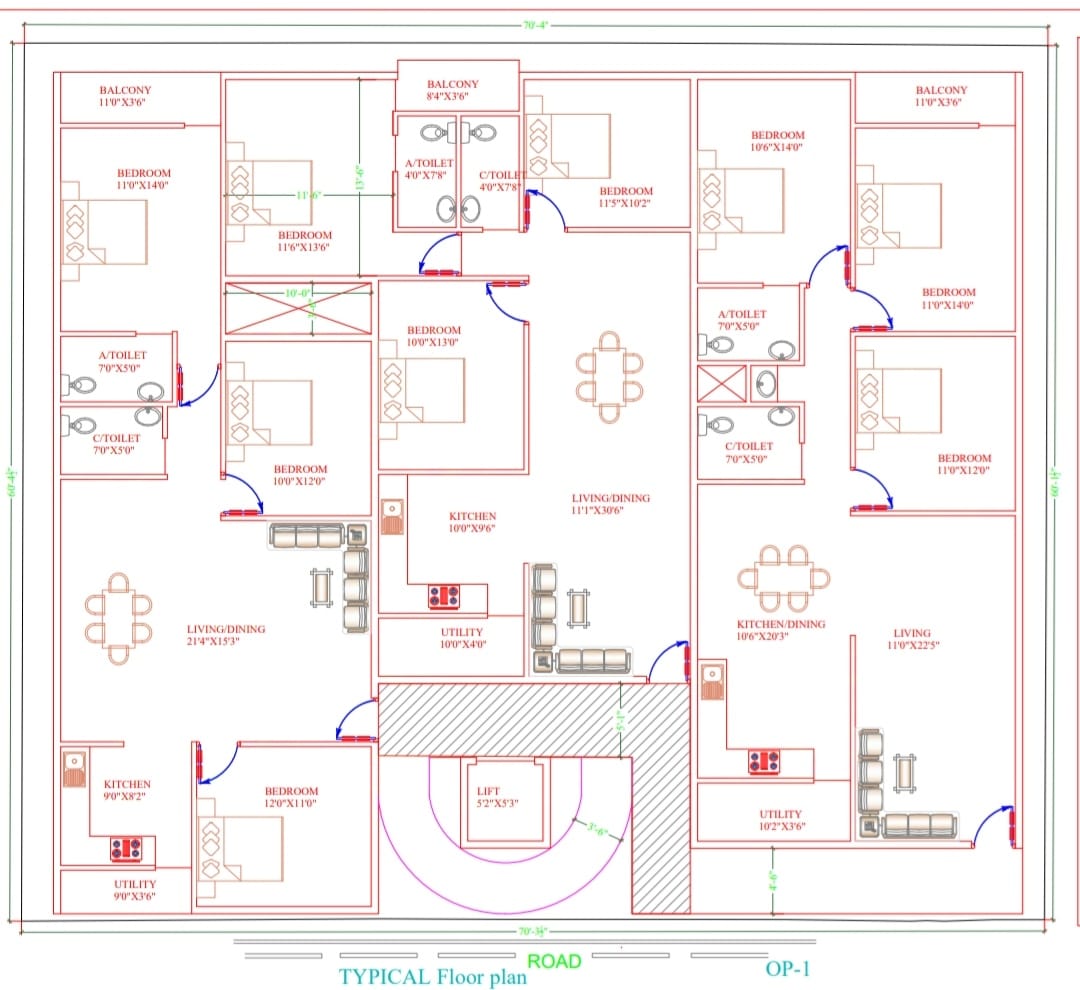 70'-4"
BALCONY
11'0"X3'6"
BALCONY
8'4"X3'6"
BALCONY
11'0"X3'6"
BEDROOM
11'0"X14'0"
11'-6"
13'-6"
BEDROOM
11'6"X13'6"
A/TOILET
4'0"X7'8"
C/TOILET
4'0"X7'8"
BEDROOM
11'5"X10'2"
BEDROOM
10'6"X14'0"
BEDROOM
11'0"X14'0"
10'-0"
A/TOILET
7'0"X5'0"
C/TOILET
7'0"X5'0"
BEDROOM
10'0"X12'0"
BEDROOM
10'0"X13'0"
A/TOILET
7'0"X5'0"
C/TOILET
7'0"X5'0"
BEDROOM
11'0"X12'0"
60'-4½"
60'-1½"
KITCHEN
10'0"X9'6"
LIVING/DINING
11'1"X30'6"
LIVING/DINING
21'4"X15'3"
UTILITY
10'0"X4'0"
KITCHEN/DINING
10'6"X20'3"
LIVING
11'0"X22'5"
5'-1"
KITCHEN
9'0"X8'2"
BEDROOM
12'0"X11'0"
LIFT
5'2"X5'3"
3'-6"
UTILITY
10'2"X3'6"
4'-6"
UTILITY
9'0"X3'6"
70'-3½"
ROAD
TYPICAL Floor plan
OP-1